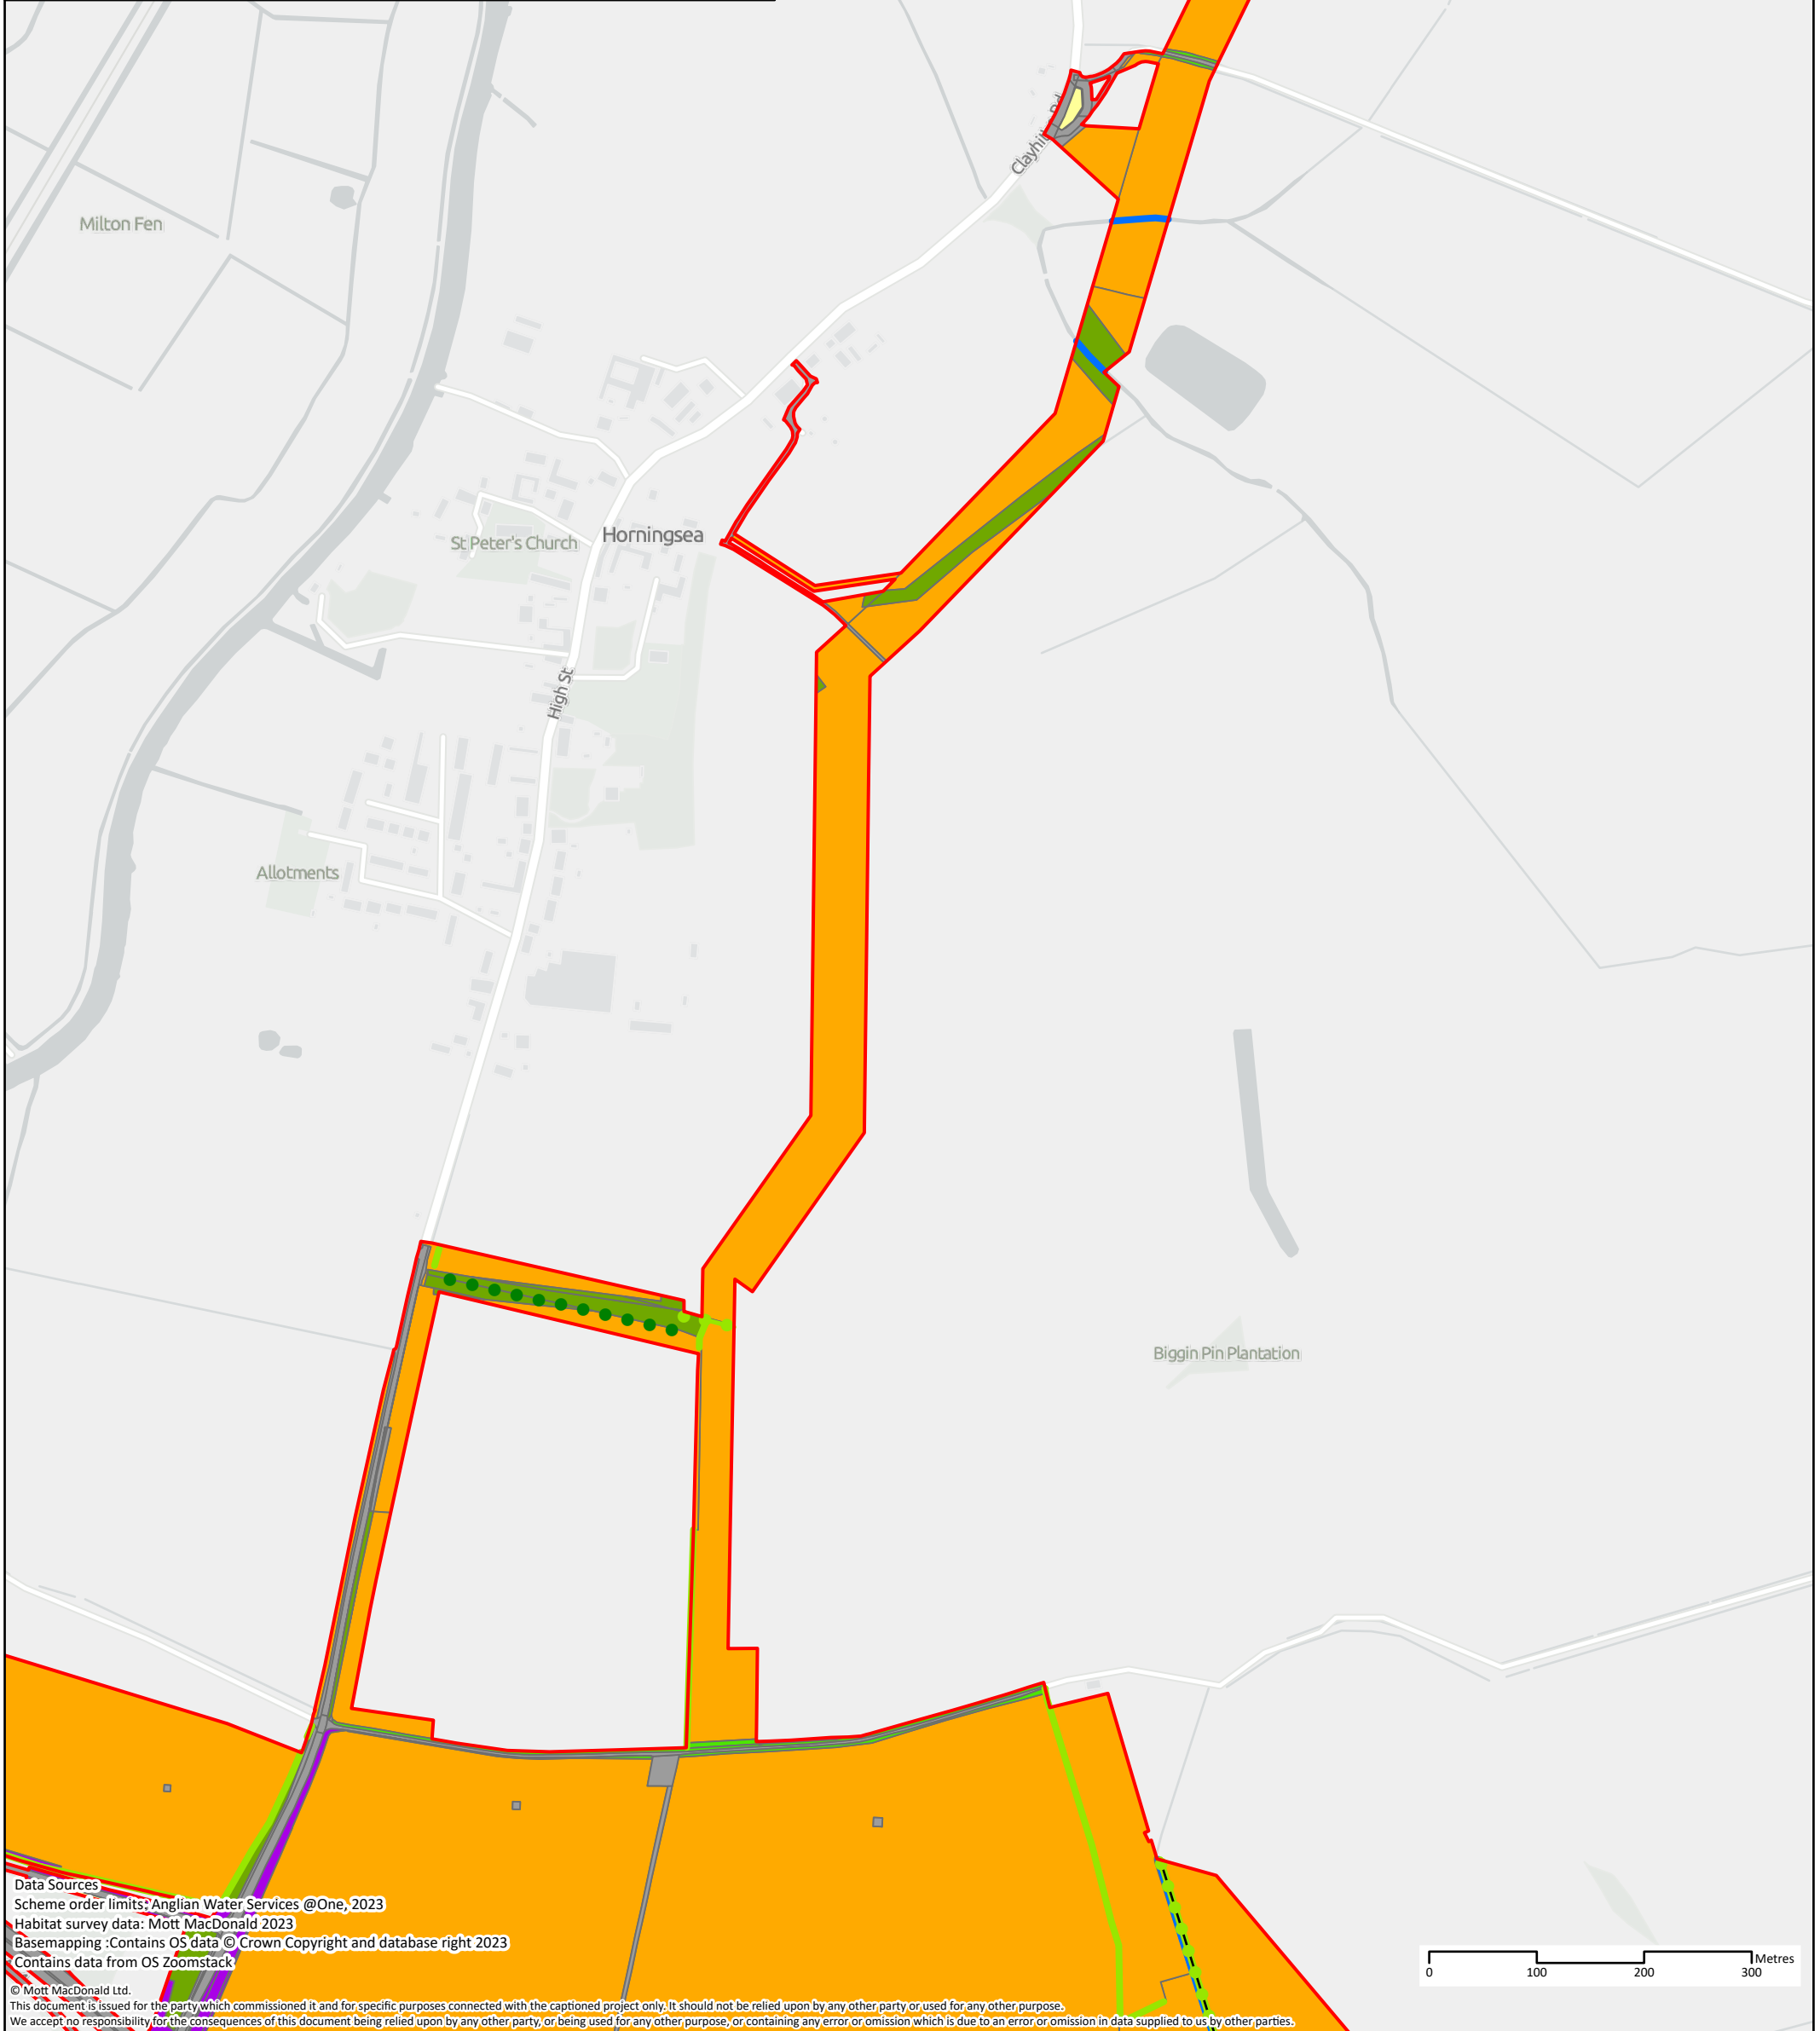 Clayhithe Rd
Milton Fen
Horningsea
St Peter's Church
High St
Allotments
Biggin Pin Plantation
Data Sources
Scheme order limits: Anglian Water Services @One, 2023
Habitat survey data: Mott MacDonald 2023
Basemapping :Contains OS data © Crown Copyright and database right 2023
Contains data from OS Zoomstack
Metres
0 100 200 300
© Mott MacDonald Ltd.
This document is issued for the party which commissioned it and for specific purposes connected with the captioned project only. It should not be relied upon by any other party or used for any other purpose.
We accept no responsibility for the consequences of this document being relied upon by any other party, or being used for any other purpose, or containing any error or omission which is due to an error or omission in data supplied to us by other parties.